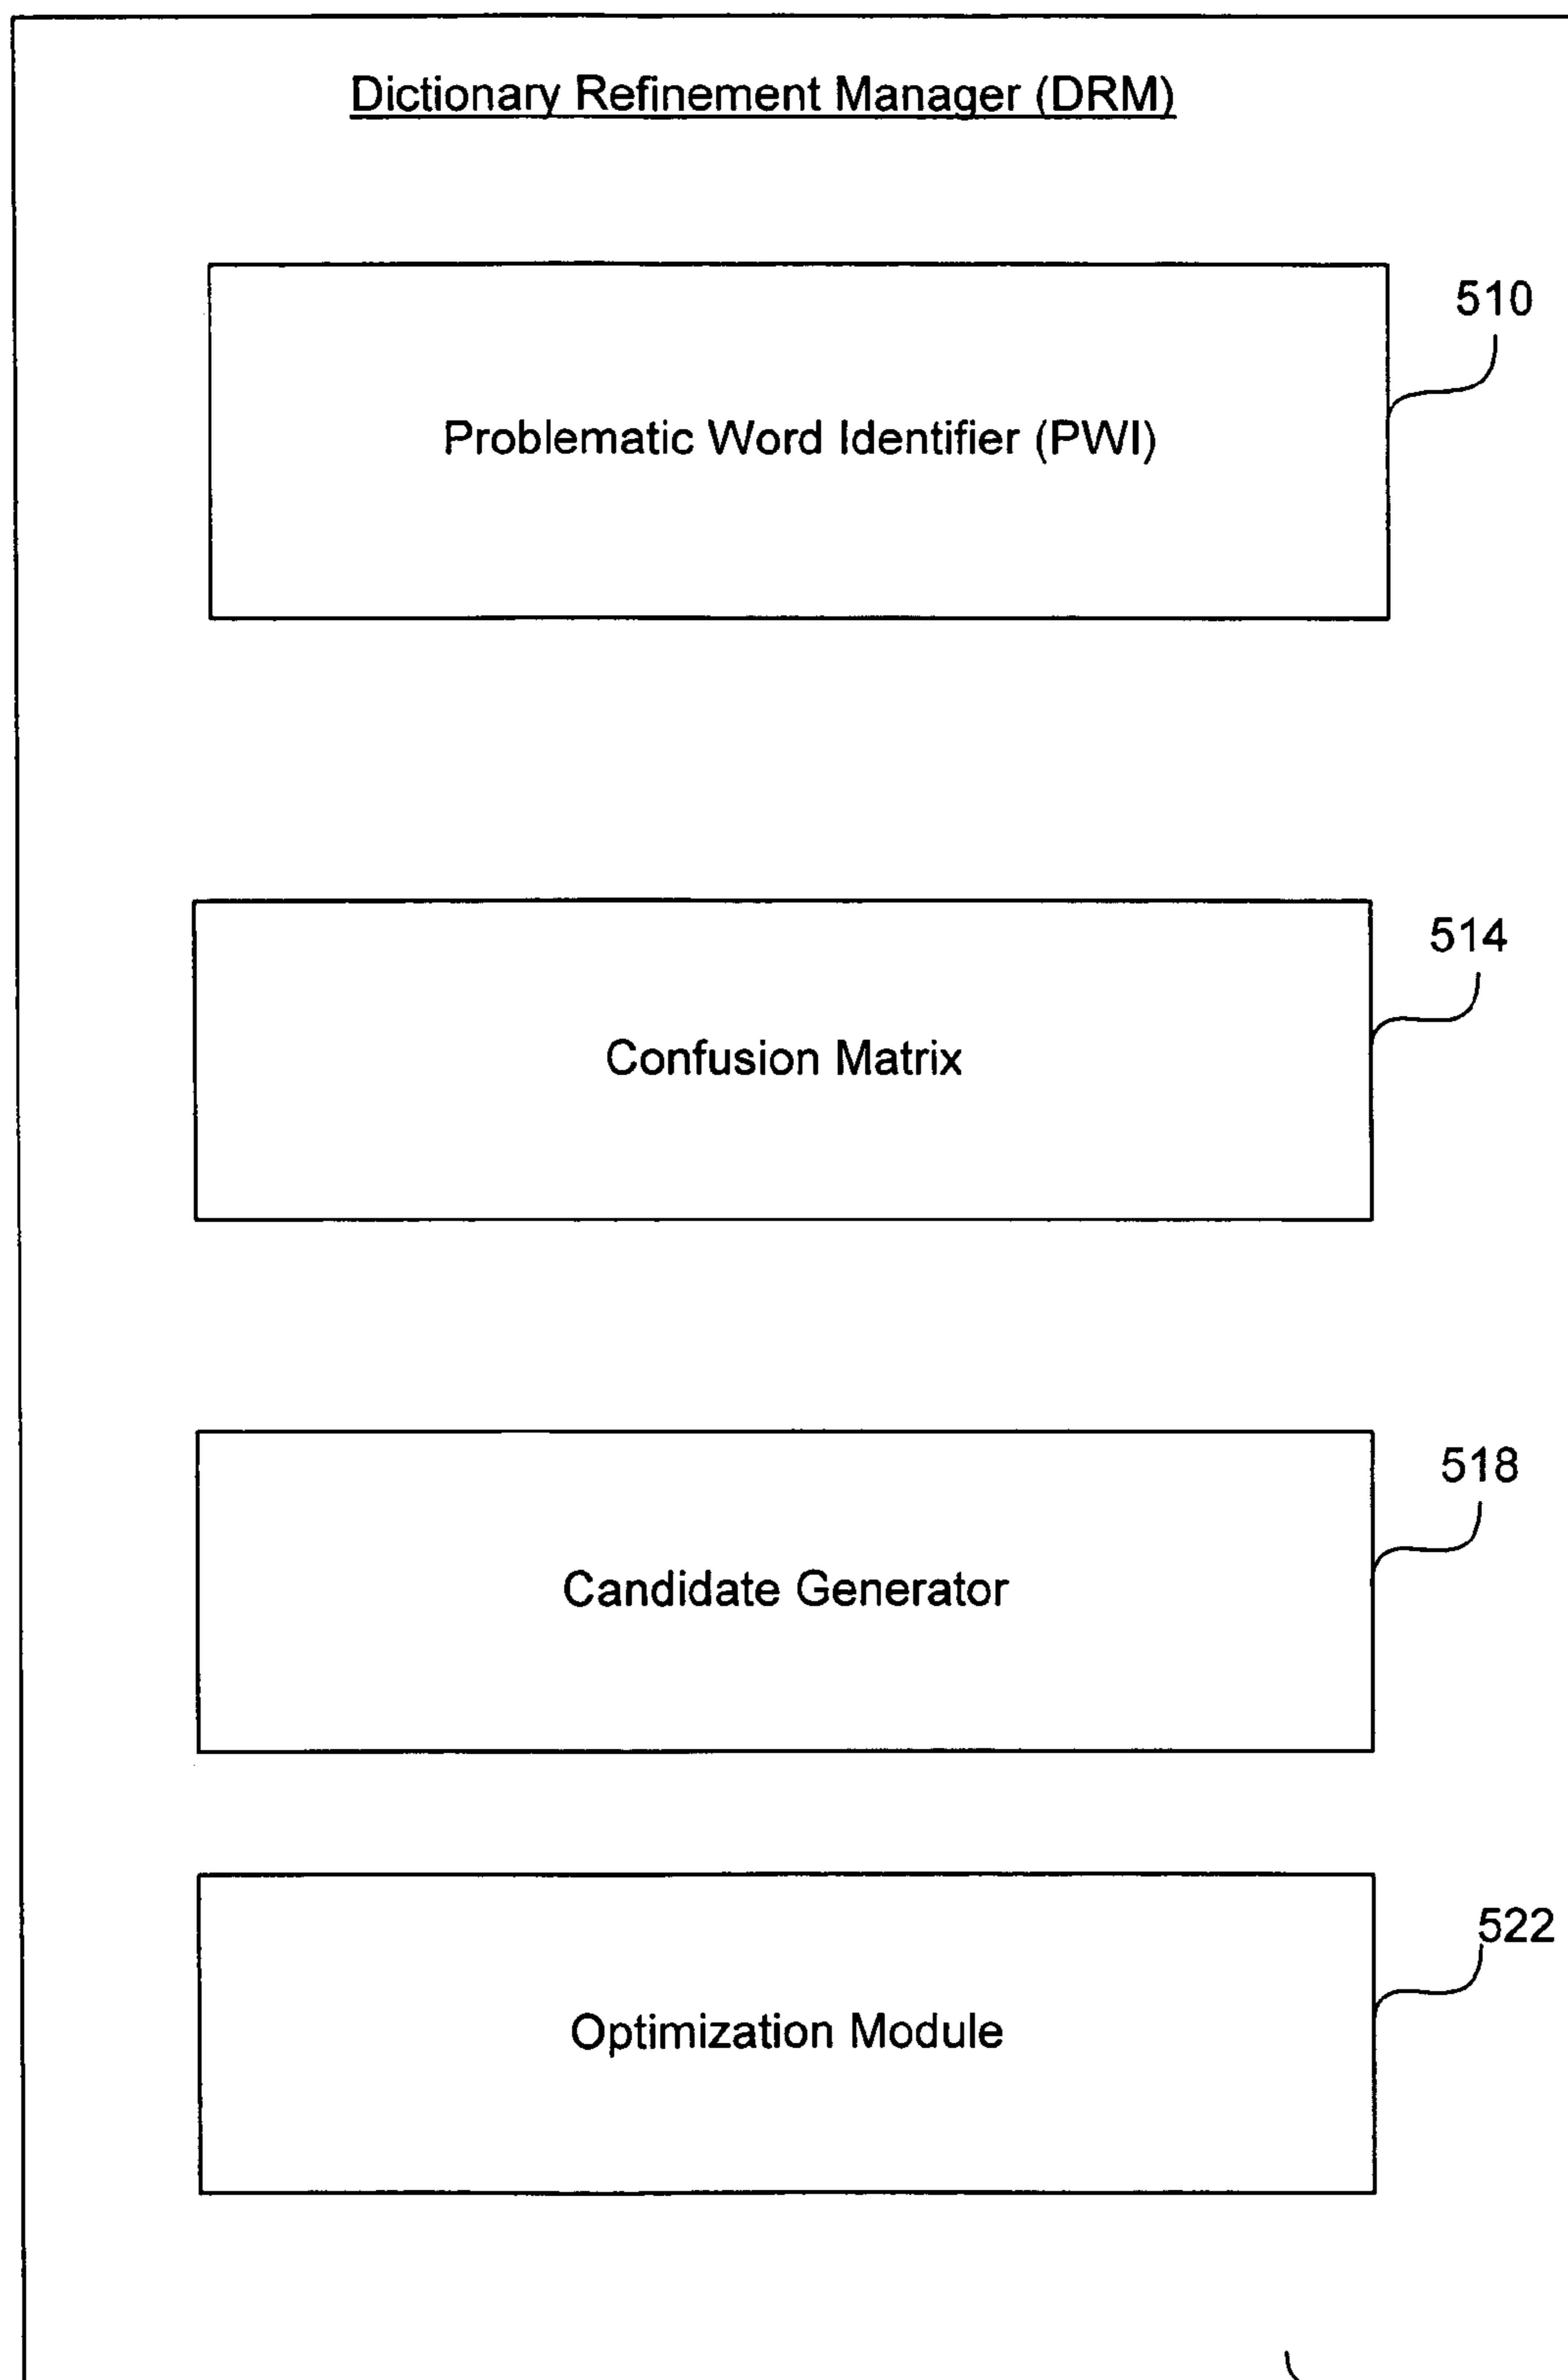 Dictionary Refinement Manager (DRM)
510
Problematic Word Identifier (PWI)
514
Confusion Matrix
518
Candidate Generator
522
Optimization Module